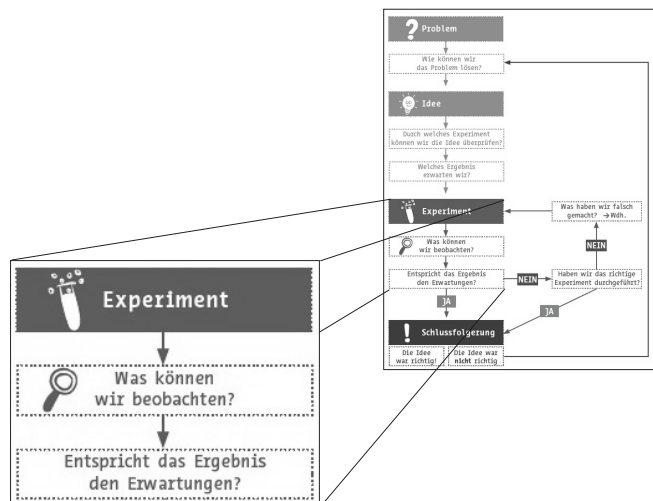 ? Problem
Wie können wir
das Problem lösen?
Idee
Durch welches Experiment
können wir die Idee überprüfen?
Welches Ergebnis
erwarten wir?
Experiment
Was haben wir falsch
gemacht? → Wdh.
Was können
wir beobachten?
NEIN
Entspricht das Ergebnis
den Erwartungen?
NEIN
Haben wir das richtige
Experiment durchgeführt?
JA
JA
! Schlussfolgerung
Die Idee
war richtig!
Die Idee war
nicht richtig
Experiment
Was können
wir beobachten?
Entspricht das Ergebnis
den Erwartungen?